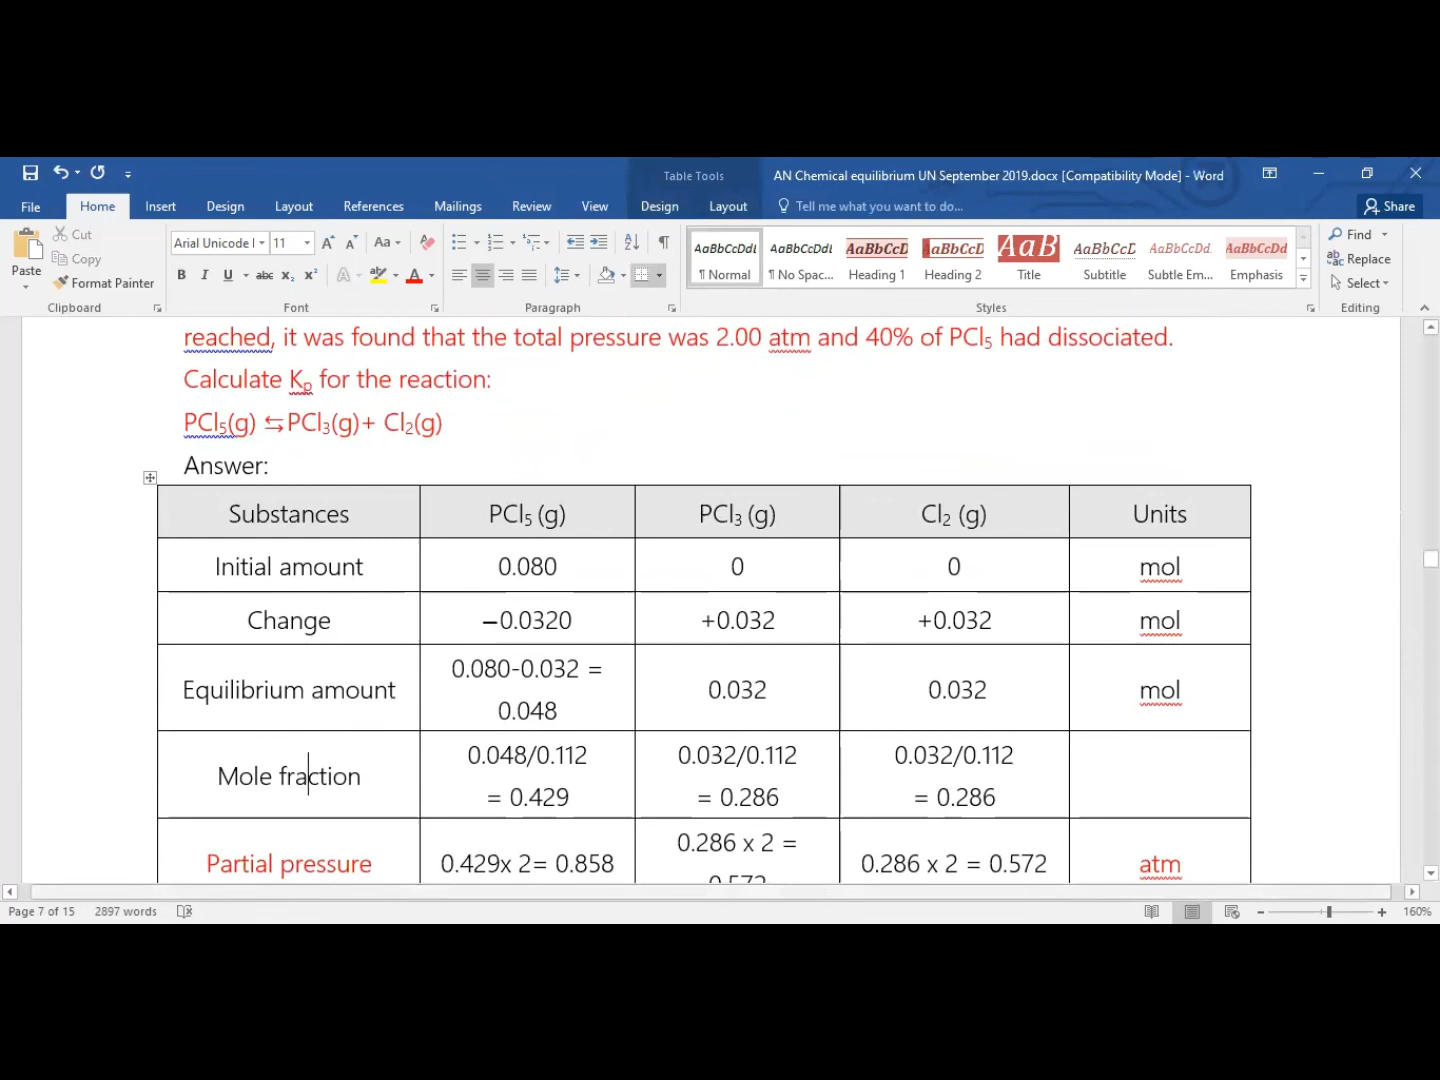 Table Tools
AN Chemical equilibrium UN September 2019.docx [Compatibility Mode] - Word
File Home Insert Design Layout References Mailings Review View Design Layout Tell me what you want to do... Share
Paste
Cut
Copy
Format Painter
Clipboard
Arial Unicode 11
Font
Paragraph
AaBbCcDdI AaBbCcDdI AaBbCcD AaBbCcD AaB AaBbCcD AaBbCcDd. AaBbCcDd
¶ Normal ¶ No Spac... Heading 1 Heading 2 Title Subtitle Subtle Em... Emphasis
Styles
Find
Replace
Select
Editing
reached, it was found that the total pressure was 2.00 atm and 40% of PCl₅ had dissociated.
Calculate Kₚ for the reaction:
PCl₅(g) ⇆PCl₃(g)+ Cl₂(g)
Answer:
Substances PCl₅ (g) PCl₃ (g) Cl₂ (g) Units
Initial amount 0.080 0 0 mol
Change –0.0320 +0.032 +0.032 mol
Equilibrium amount 0.080-0.032 = 0.048 0.032 0.032 mol
Mole fraction 0.048/0.112 = 0.429 0.032/0.112 = 0.286 0.032/0.112 = 0.286
Partial pressure 0.429x 2= 0.858 0.286 x 2 = 0.572 0.286 x 2 = 0.572 atm
Page 7 of 15 2897 words 160%